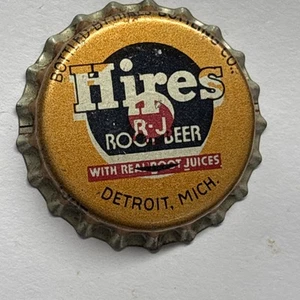 Hires
R-J
ROOT BEER
WITH REAL ROOT JUICES
DETROIT, MICH.